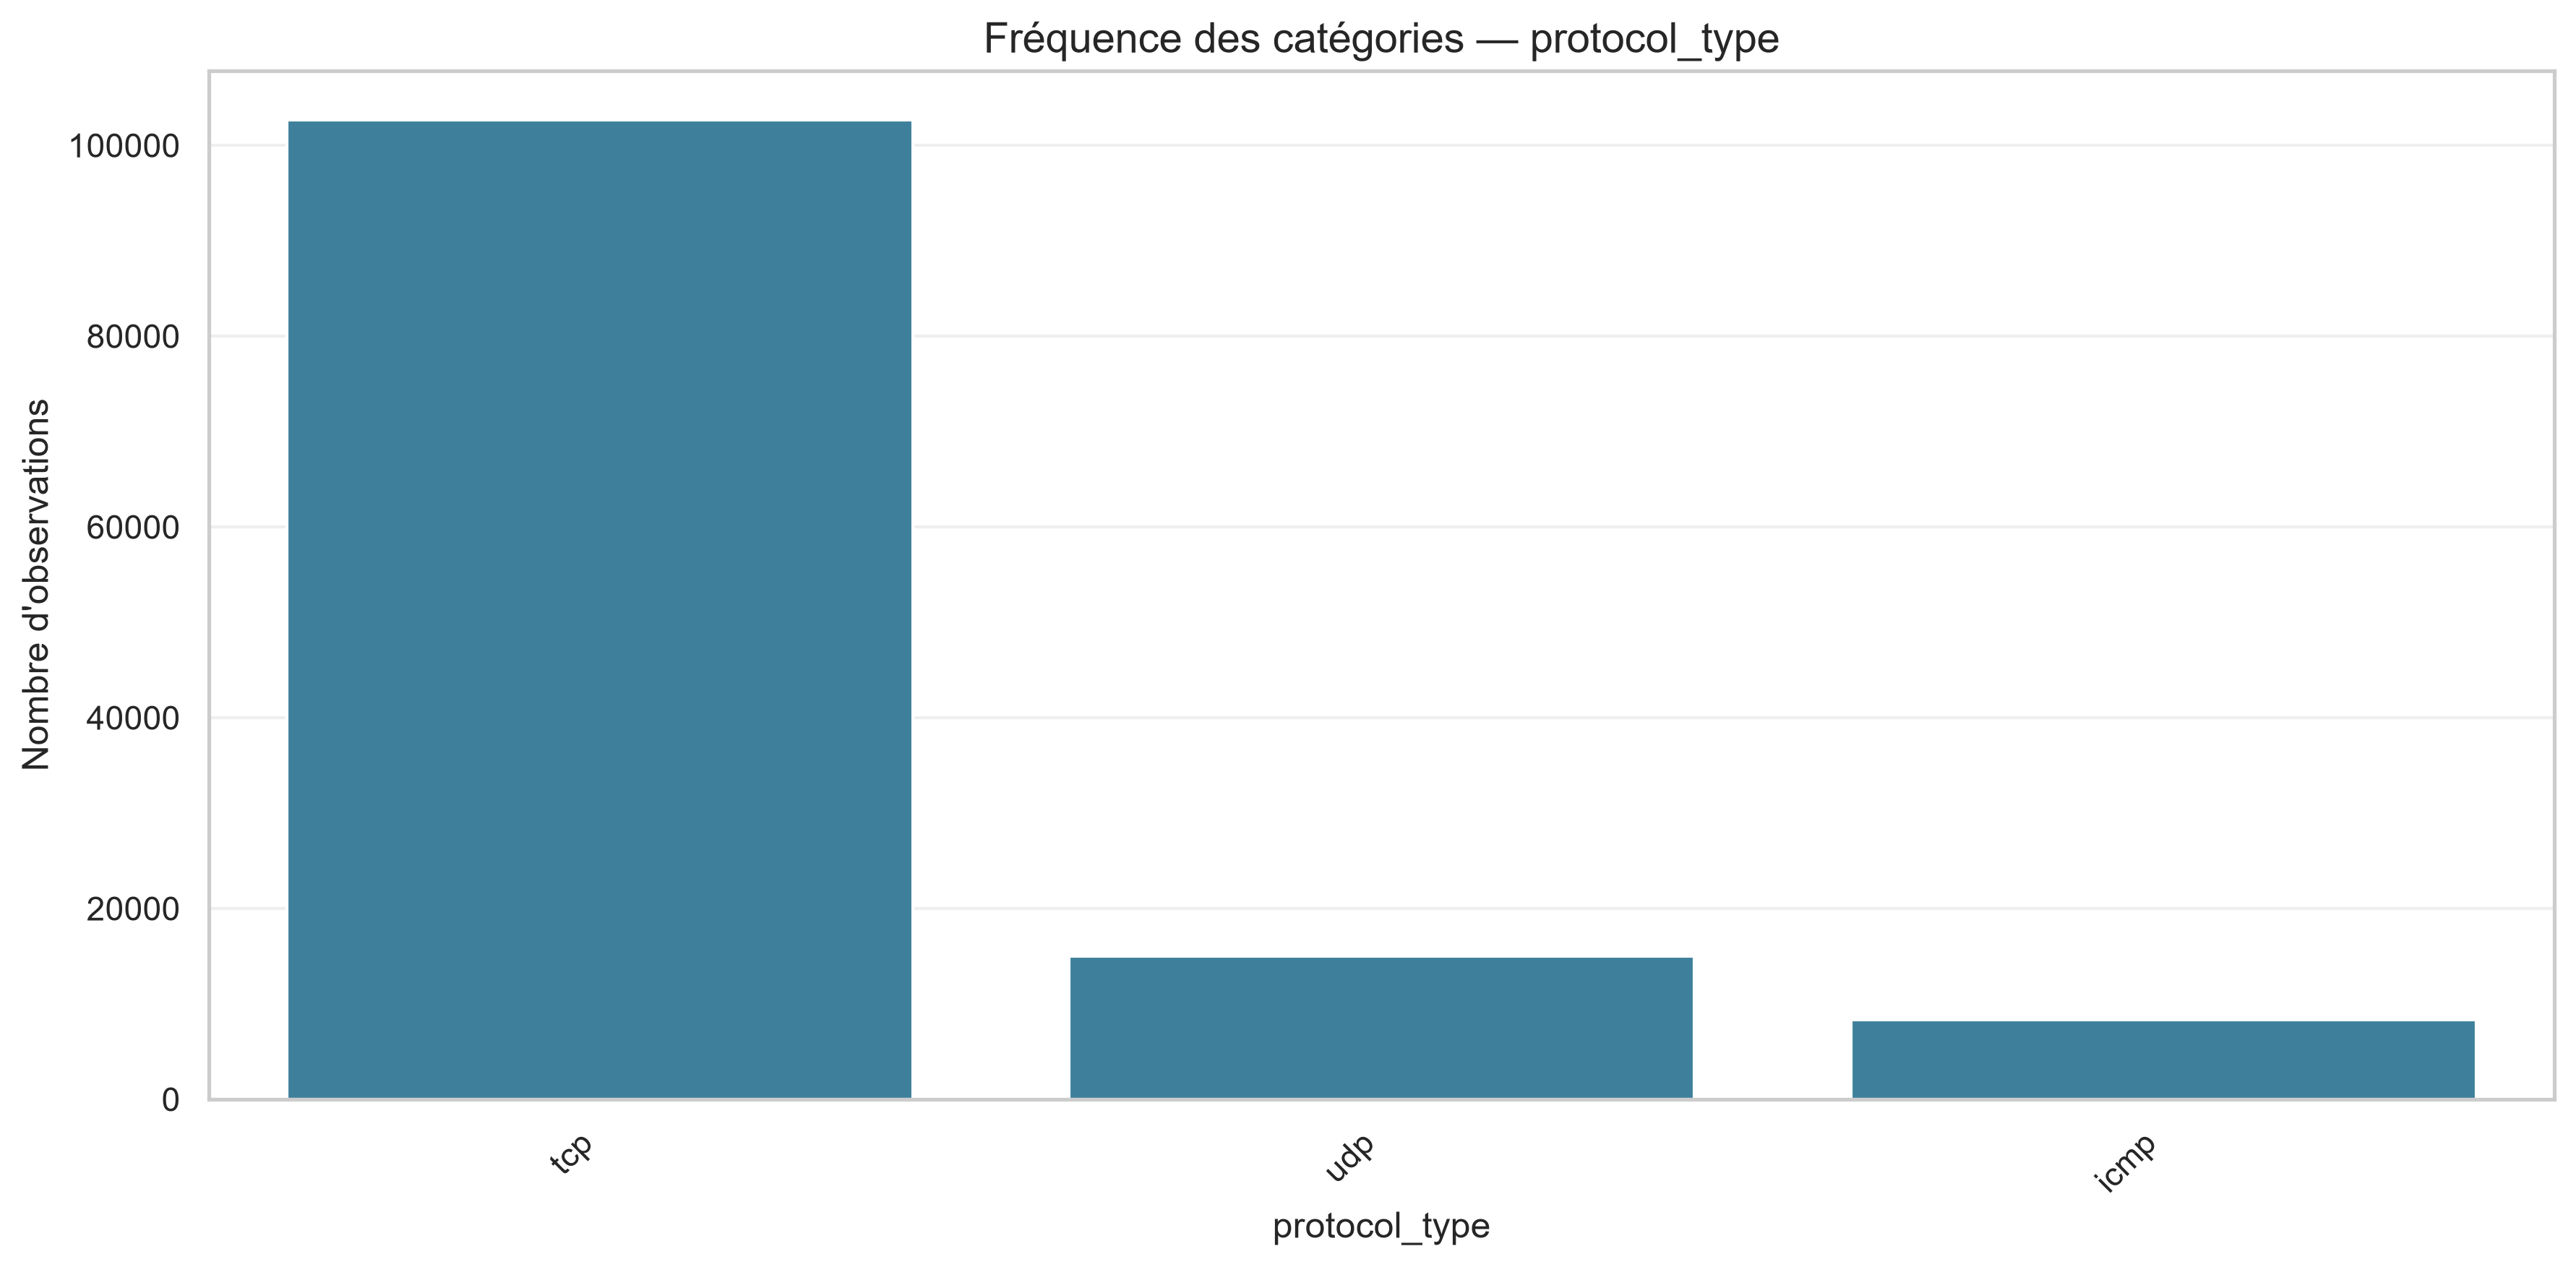 Fréquence des catégories — protocol_type
Nombre d'observations
100000
80000
60000
40000
20000
0
tcp
udp
icmp
protocol_type